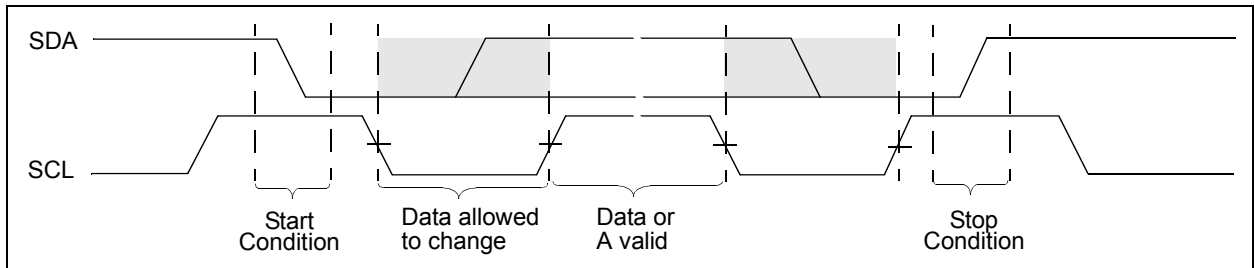 SDA
SCL
Start
Condition
Data allowed
to change
Data or
A valid
Stop
Condition